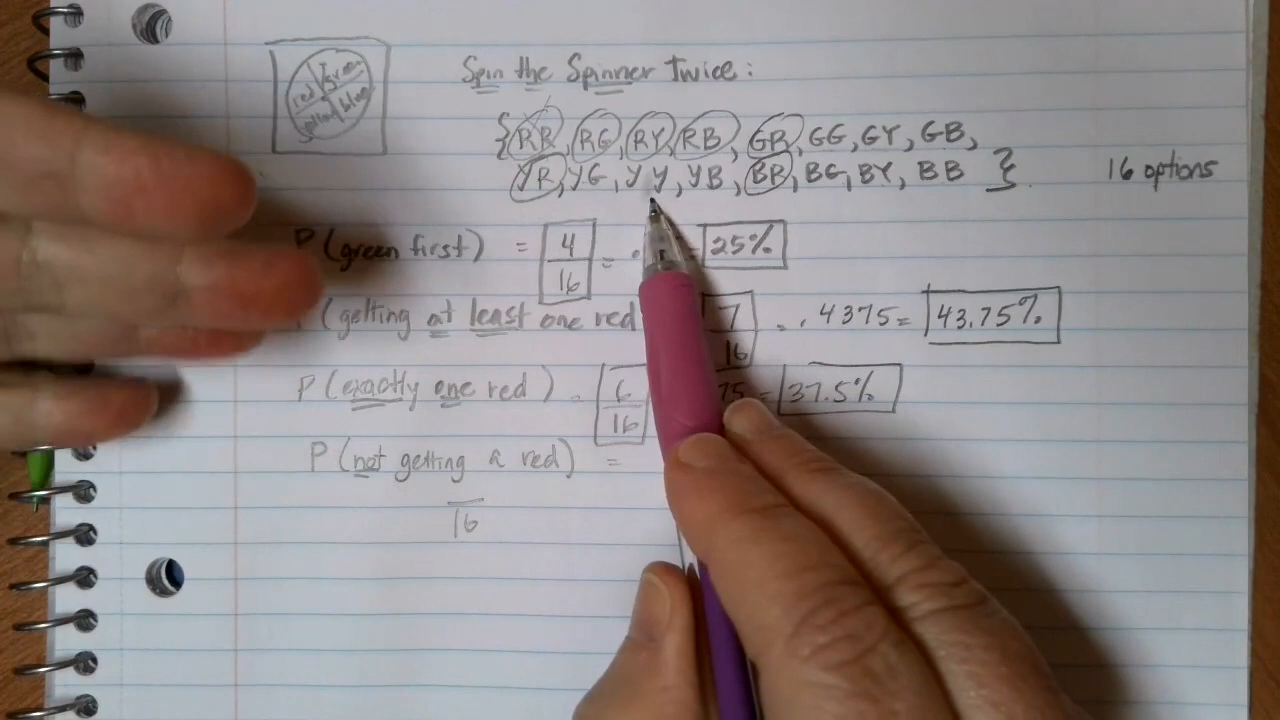 red green
yellow blue
Spin the Spinner Twice:
{RR, RG, RY, RB, GR, GG, GY, GB,
YR, YG, YY, YB, BR, BG, BY, BB } 16 options
P (green first) = 4/16 = . = 25%
(getting at least one red 7/16 = .4375 = 43.75%
P (exactly one red) = 6/16 75 = 37.5%
P (not getting a red) =
/16